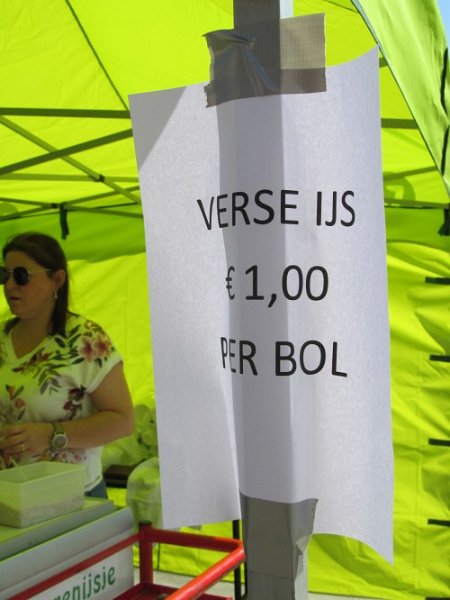 VERSE IJS
€ 1,00
PER BOL